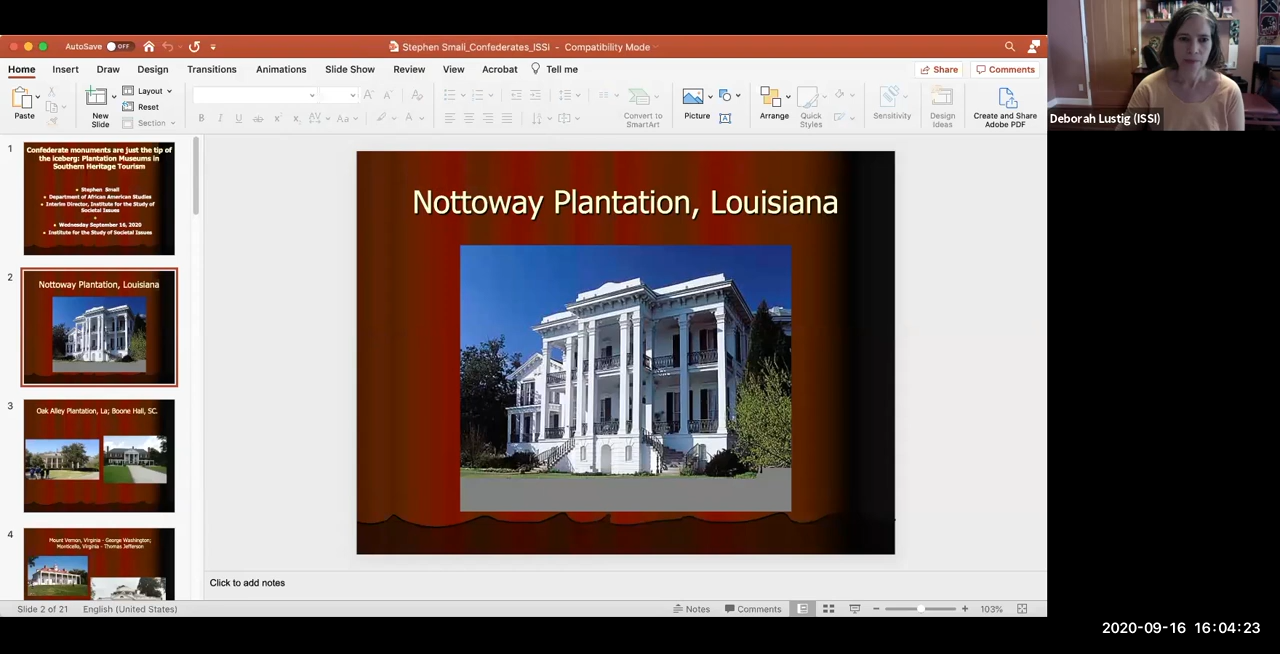 AutoSave OFF
Stephen Small_Confederates_ISSi - Compatibility Mode
Home Insert Draw Design Transitions Animations Slide Show Review View Acrobat Tell me
Share Comments
Paste
New Slide
Layout
Reset
Section
Convert to SmartArt
Picture
Arrange
Quick Styles
Sensitivity
Design Ideas
Create and Share Adobe PDF
Deborah Lustig (ISSI)
1
Confederate monuments are just the tip of
the iceberg: Plantation Museums in
Southern Heritage Tourism
Stephen Small
Department of African American Studies
Interim Director, Institute for the Study of
Societal Issues
Wednesday September 16, 2020
Institute for the Study of Societal Issues
2
Nottoway Plantation, Louisiana
3
Oak Alley Plantation, La; Boone Hall, SC.
4
Mount Vernon, Virginia - George Washington;
Monticello, Virginia - Thomas Jefferson
Nottoway Plantation, Louisiana
Click to add notes
Slide 2 of 21 English (United States)
Notes Comments 103%
2020-09-16 16:04:23